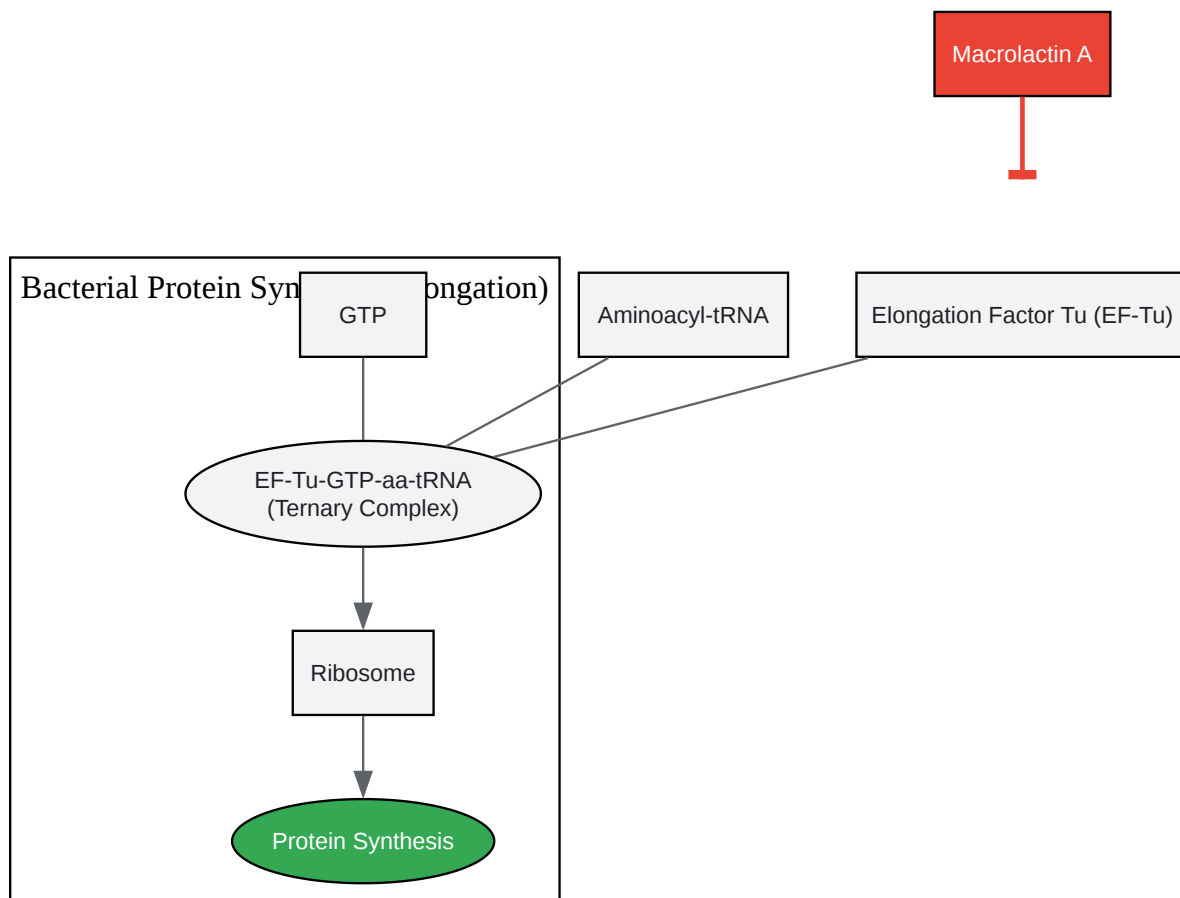 Macrolactin A
Bacterial Protein Syn ongation)
GTP
Aminoacyl-tRNA
Elongation Factor Tu (EF-Tu)
EF-Tu-GTP-aa-tRNA
(Ternary Complex)
Ribosome
Protein Synthesis